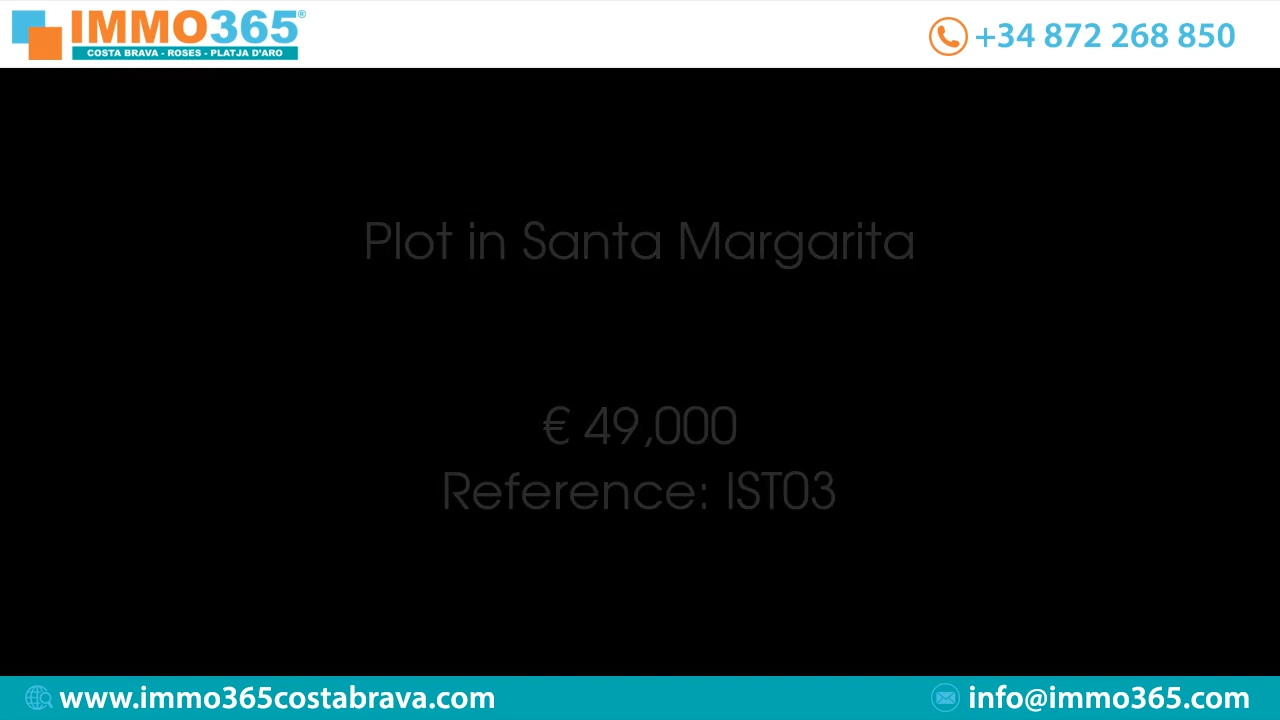 IMMO365®
COSTA BRAVA - ROSES - PLATJA D'ARO
+34 872 268 850
Plot in Santa Margarita
€ 49,000
Reference: IST03
www.immo365costabrava.com
info@immo365.com